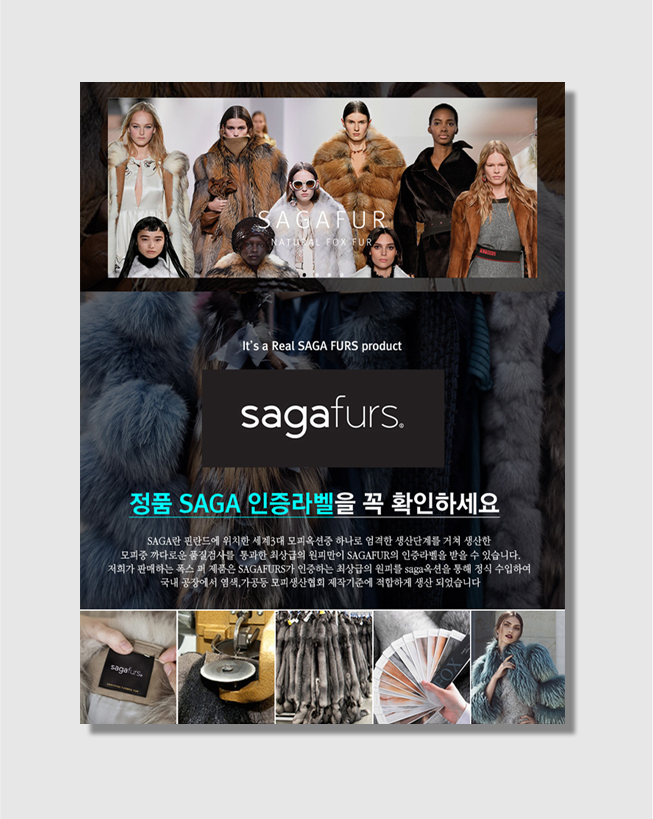 SAGAFUR
NATURAL FOX FUR
It's a Real SAGA FURS product
sagafurs®
정품 SAGA 인증라벨을 꼭 확인하세요
SAGA란 핀란드에 위치한 세계3대 모피옥션중 하나로 엄격한 생산단계를 거쳐 생산한
모피중 까다로운 품질검사를 통과한 최상급의 원피만이 SAGAFUR의 인증라벨을 받을 수 있습니다.
저희가 판매하는 폭스 퍼 제품은 SAGAFURS가 인증하는 최상급의 원피를 saga옥션을 통해 정식 수입하여
국내 공장에서 염색,가공등 모피생산협회 제작기준에 적합하게 생산 되었습니다
sagafurs®